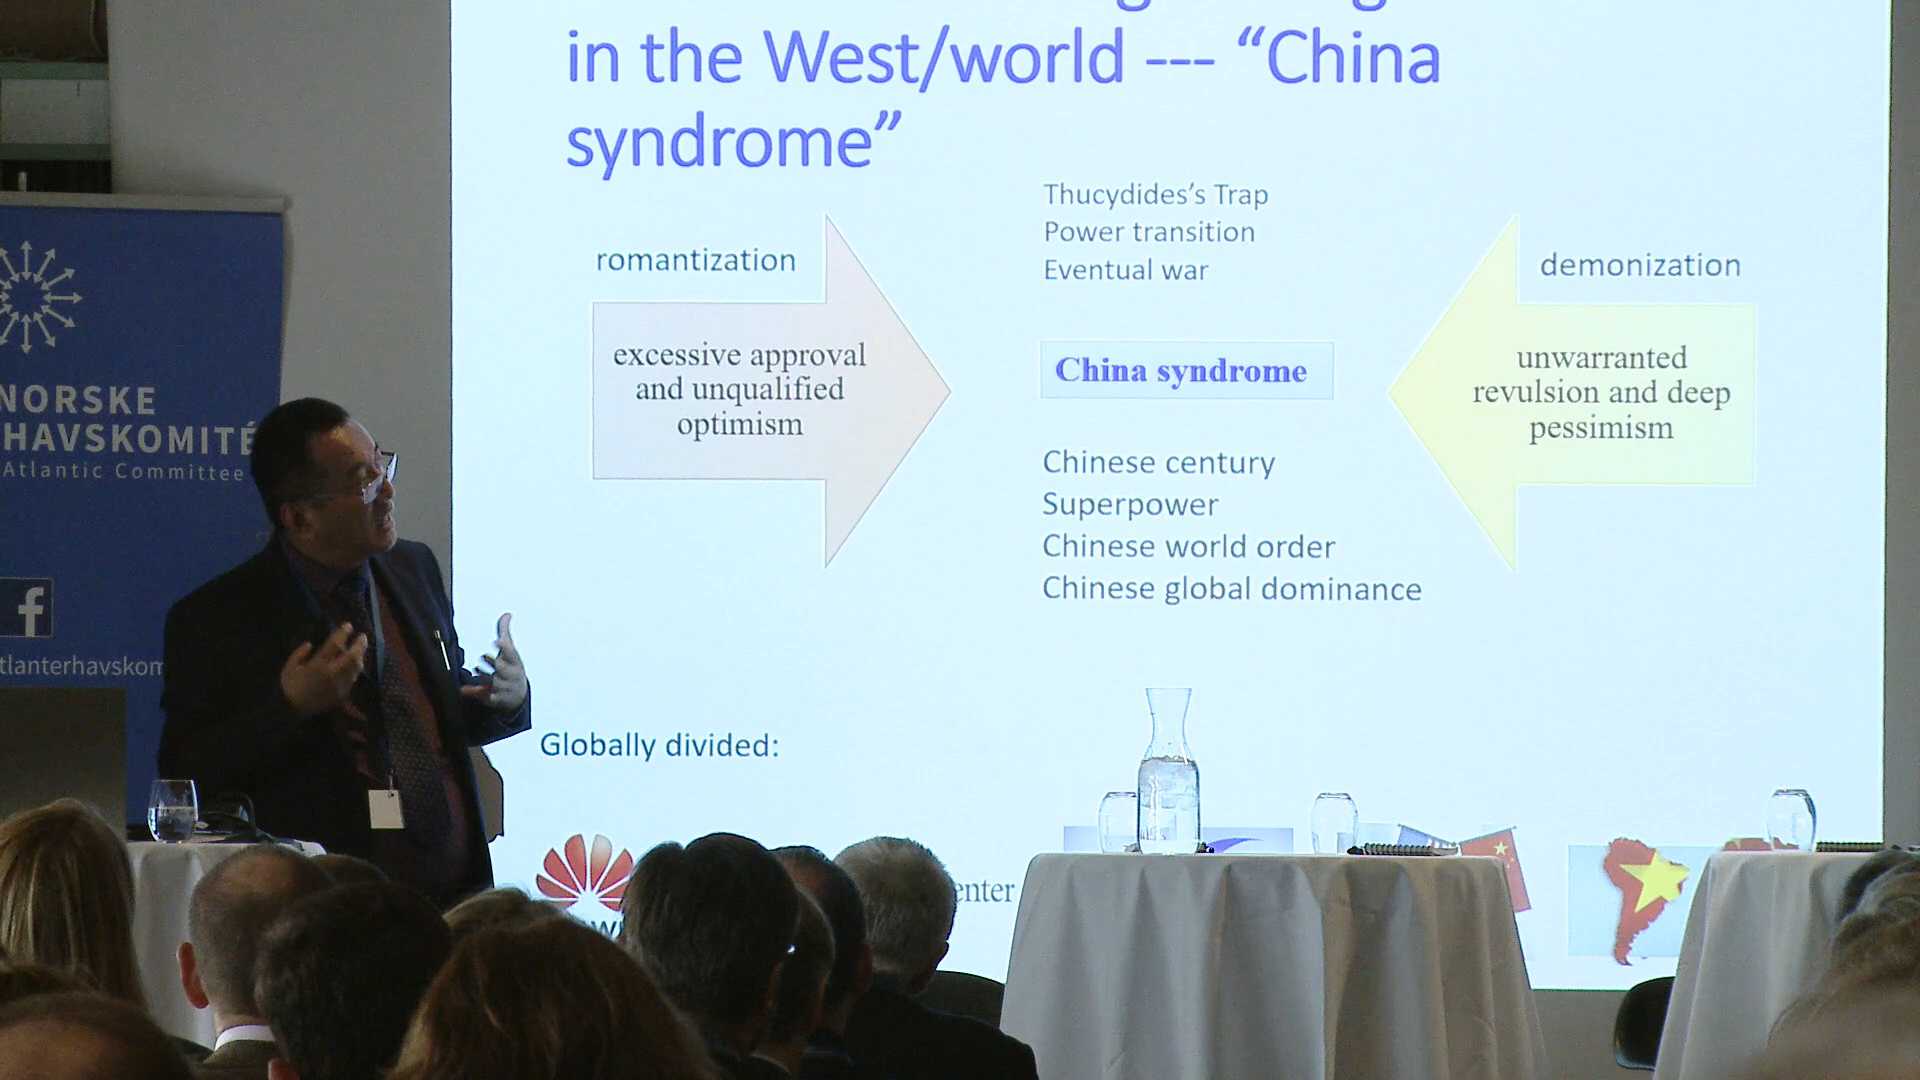 in the West/world --- “China
syndrome”
Thucydides’s Trap
Power transition
Eventual war
romantization
demonization
excessive approval
and unqualified
optimism
China syndrome
unwarranted
revulsion and deep
pessimism
Chinese century
Superpower
Chinese world order
Chinese global dominance
Globally divided:
NORSKE
HAVSKOMITÉ
Atlantic Committee
f
tlanterhavskom
enter